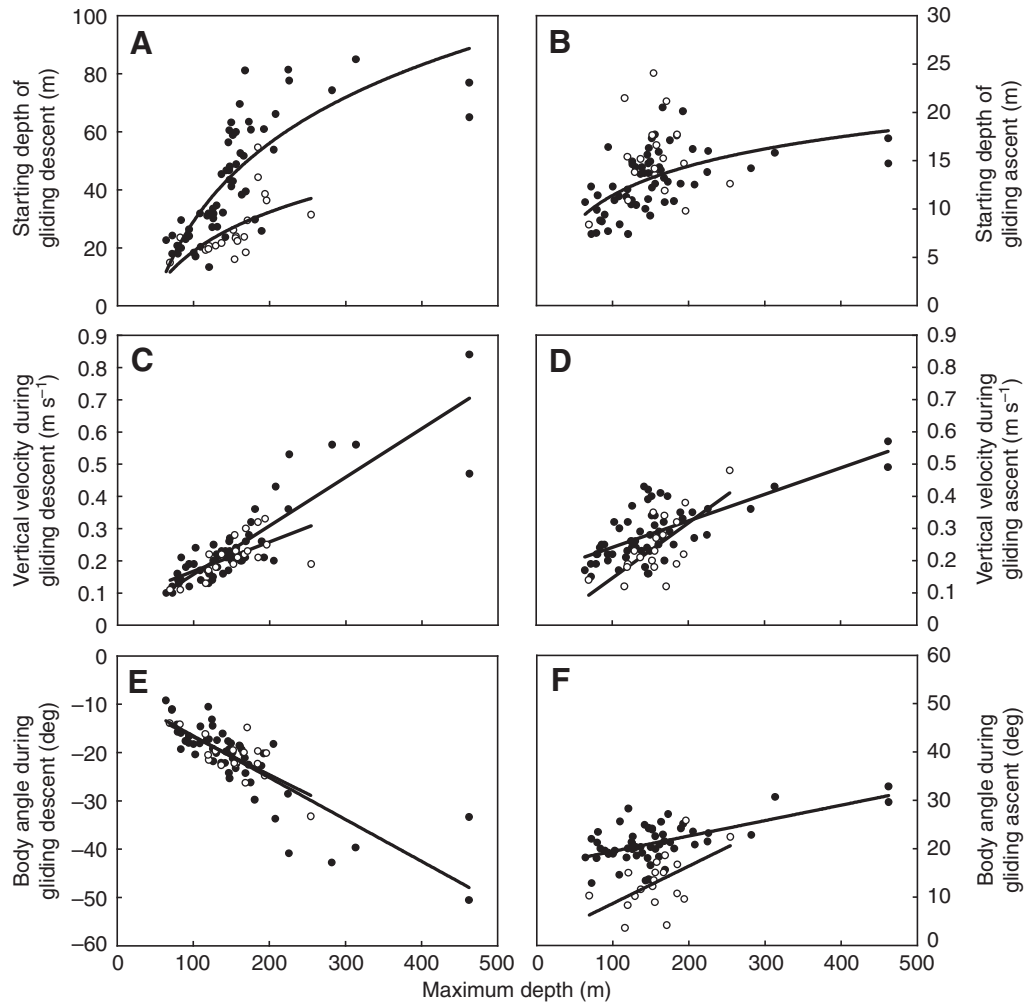 100
80
60
40
20
0
Starting depth of
gliding descent (m)
A
B
30
25
20
15
10
5
0
Starting depth of
gliding ascent (m)
0.9
0.8
0.7
0.6
0.5
0.4
0.3
0.2
0.1
0
Vertical velocity during
gliding descent (m s−1)
C
D
0.9
0.8
0.7
0.6
0.5
0.4
0.3
0.2
0.1
0
Vertical velocity during
gliding ascent (m s−1)
0
−10
−20
−30
−40
−50
−60
Body angle during
gliding descent (deg)
E
F
60
50
40
30
20
10
0
Body angle during
gliding ascent (deg)
0 100 200 300 400 500 0 100 200 300 400 500
Maximum depth (m)